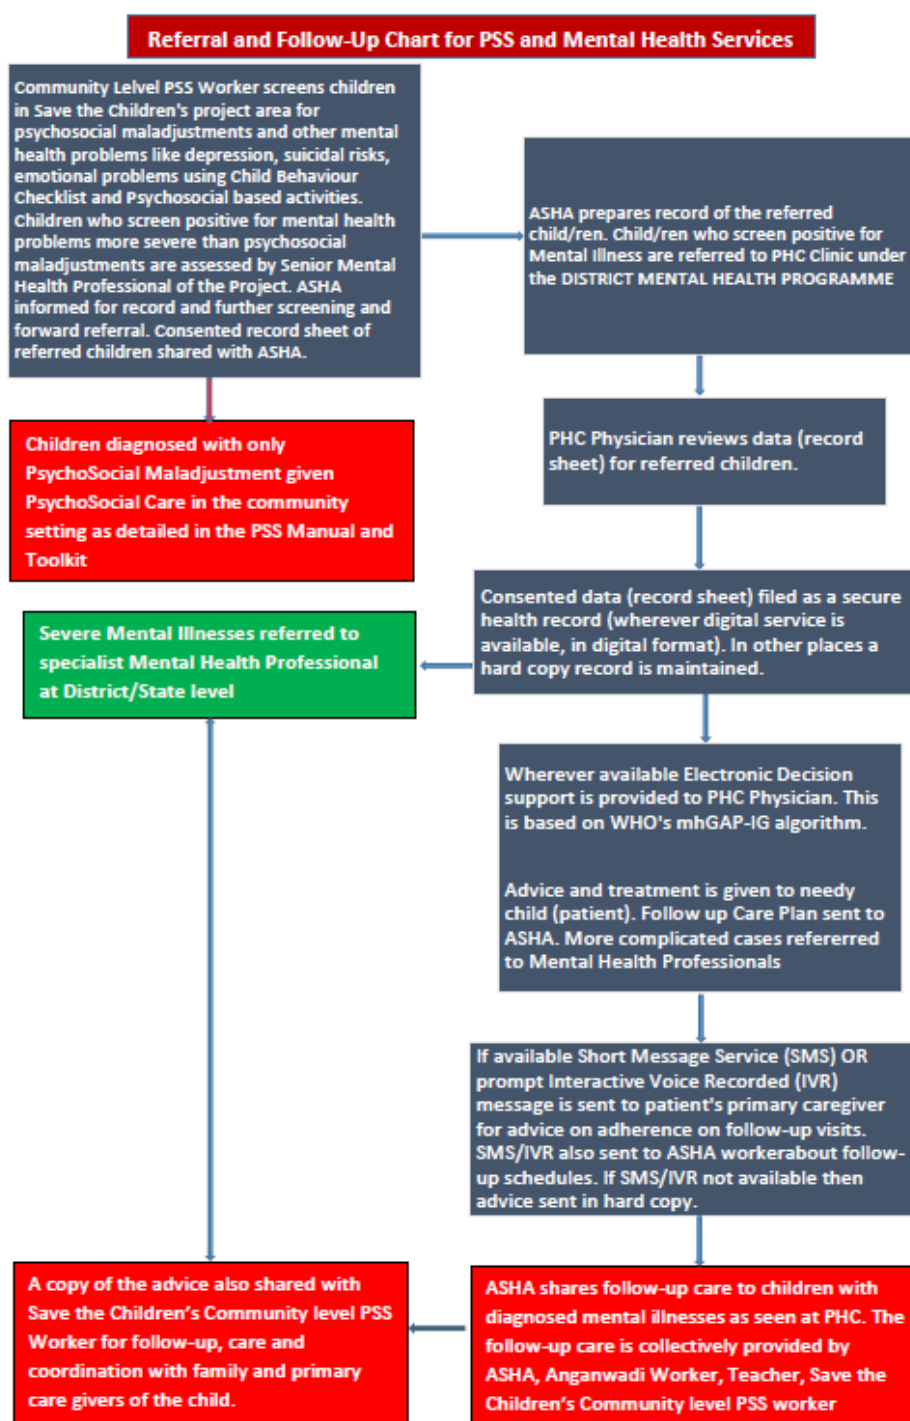 Referral and Follow-Up Chart for PSS and Mental Health Services
Community Lelvel PSS Worker screens children
in Save the Children's project area for
psychosocial maladjustments and other mental
health problems like depression, suicidal risks,
emotional problems using Child Behaviour
Checklist and Psychosocial based activities.
Children who screen positive for mental health
problems more severe than psychosocial
maladjustments are assessed by Senior Mental
Health Professional of the Project. ASHA
informed for record and further screening and
forward referral. Consented record sheet of
referred children shared with ASHA.
ASHA prepares record of the referred
child/ren. Child/ren who screen positive for
Mental Illness are referred to PHC Clinic under
the DISTRICT MENTAL HEALTH PROGRAMME
Children diagnosed with only
PsychoSocial Maladjustment given
PsychoSocial Care in the community
setting as detailed in the PSS Manual and
Toolkit
PHC Physician reviews data (record
sheet) for referred children.
Consented data (record sheet) filed as a secure
health record (wherever digital service is
available, in digital format). In other places a
hard copy record is maintained.
Severe Mental Illnesses referred to
specialist Mental Health Professional
at District/State level
Wherever available Electronic Decision
support is provided to PHC Physician. This
is based on WHO's mhGAP-IG algorithm.
Advice and treatment is given to needy
child (patient). Follow up Care Plan sent to
ASHA. More complicated cases refererred
to Mental Health Professionals
If available Short Message Service (SMS) OR
prompt Interactive Voice Recorded (IVR)
message is sent to patient's primary caregiver
for advice on adherence on follow-up visits.
SMS/IVR also sent to ASHA workerabout follow-
up schedules. If SMS/IVR not available then
advice sent in hard copy.
A copy of the advice also shared with
Save the Children’s Community level PSS
Worker for follow-up, care and
coordination with family and primary
care givers of the child.
ASHA shares follow-up care to children with
diagnosed mental illnesses as seen at PHC. The
follow-up care is collectively provided by
ASHA, Anganwadi Worker, Teacher, Save the
Children’s Community level PSS worker